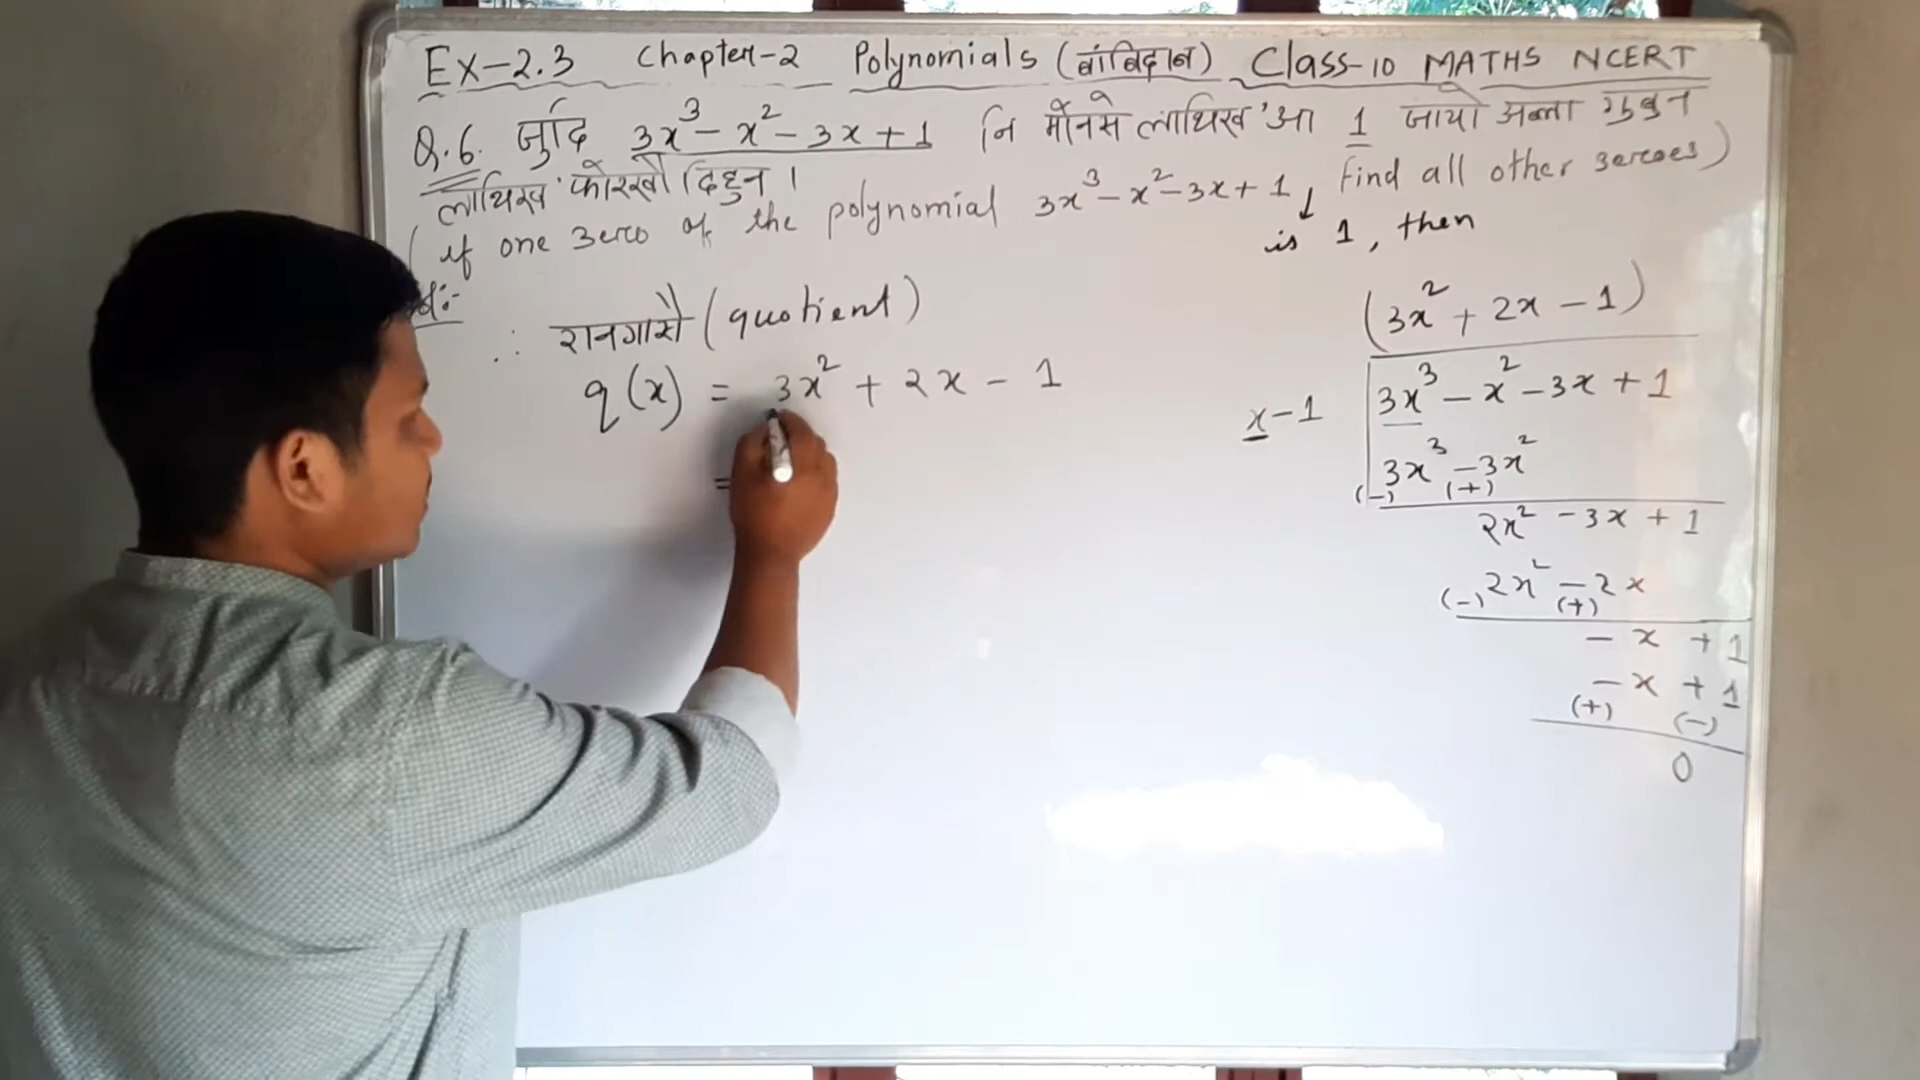 Ex-2.3 Chapter-2 Polynomials (बांबिदाब) Class-10 MATHS NCERT
Q.6. जुदि 3x³ - x² - 3x + 1 नि मोनसे लाथिख'आ 1 जायो अब्ला गुबुन
लाथिख'फोरखौ दिहुन।
(if one zero of the polynomial 3x³ - x² - 3x + 1, find all other zeroes)
is 1, then
∴ रानगासै (quotient)
q(x) = 3x² + 2x - 1
=
(3x² + 2x - 1)
x-1 3x³ - x² - 3x + 1
3x³ - 3x²
(-) (+)
2x² - 3x + 1
2x² - 2x
(-) (+)
- x + 1
- x + 1
(+) (-)
0